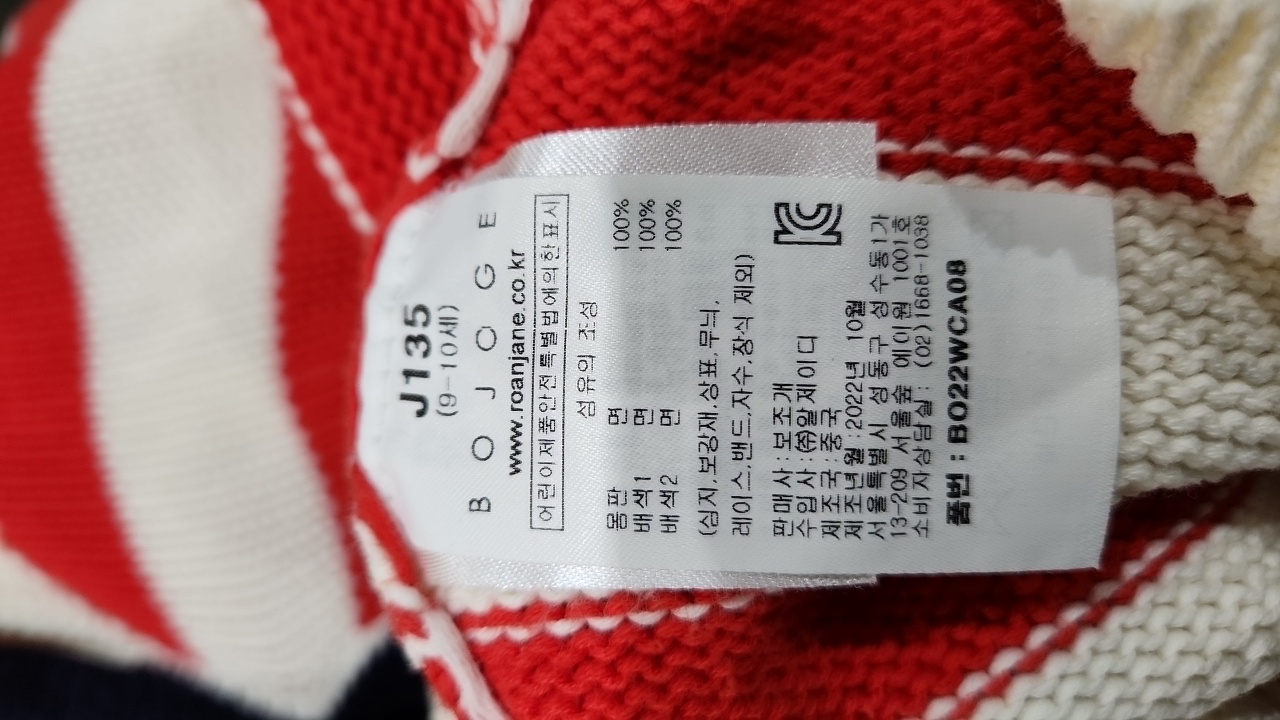 J135
(9-10세)
BOJOGE
www.roanjane.co.kr
어린이제품안전특별법에의한표시
섬유의 조성
몸판 면 100%
배색1 면 100%
배색2 면 100%
(심지,보강재,상표,무늬,
레이스,밴드,자수,장식 제외)
판매사:보조개
수입사:㈜알제이디
제조국:중국
제조년월:2022년 10월
서울특별시 성동구 성수동1가
13-209 서울숲 에이원 1001호
소비자상담실: (02)1668-1038
품번 : BO22WCA08